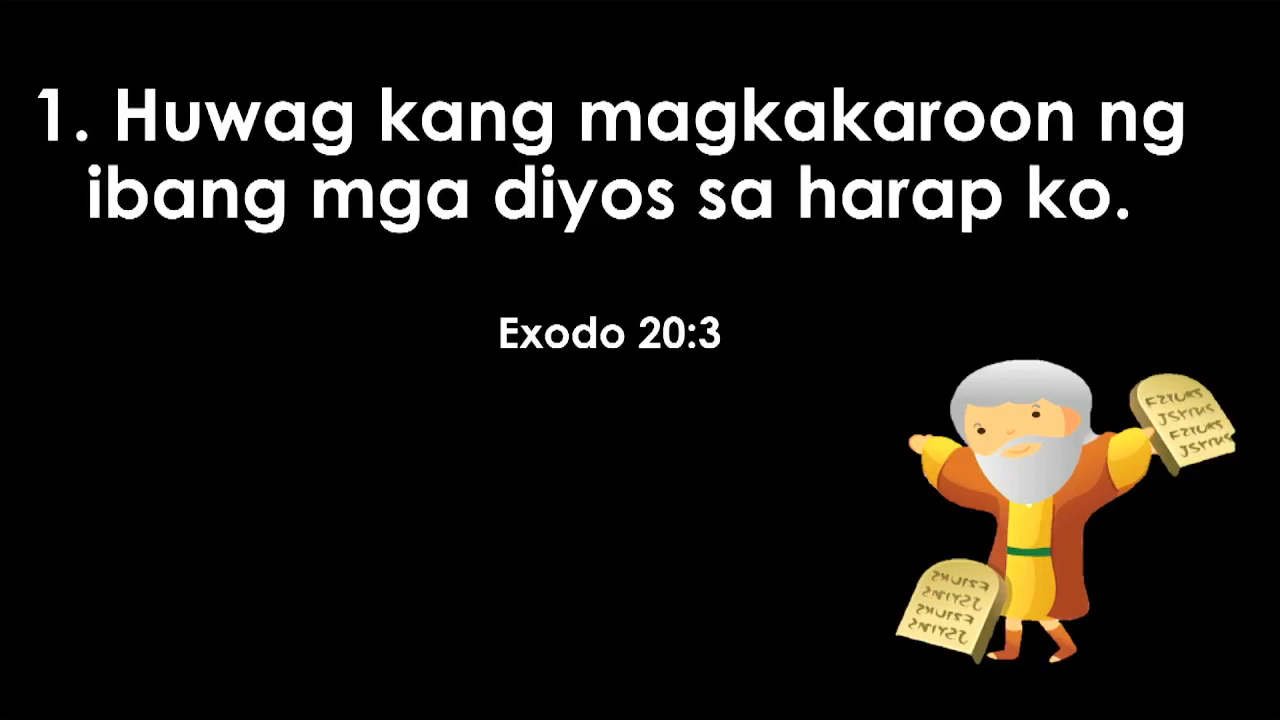 1. Huwag kang magkakaroon ng
ibang mga diyos sa harap ko.
Exodo 20:3